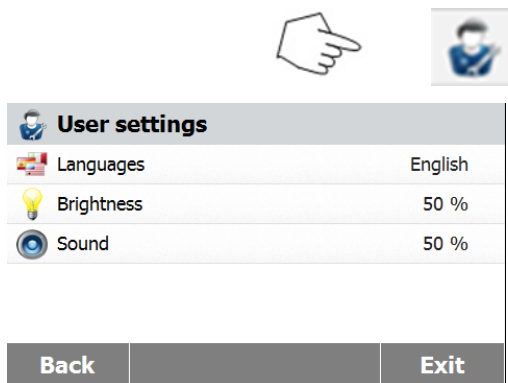 User settings
Languages English
Brightness 50 %
Sound 50 %
Back Exit